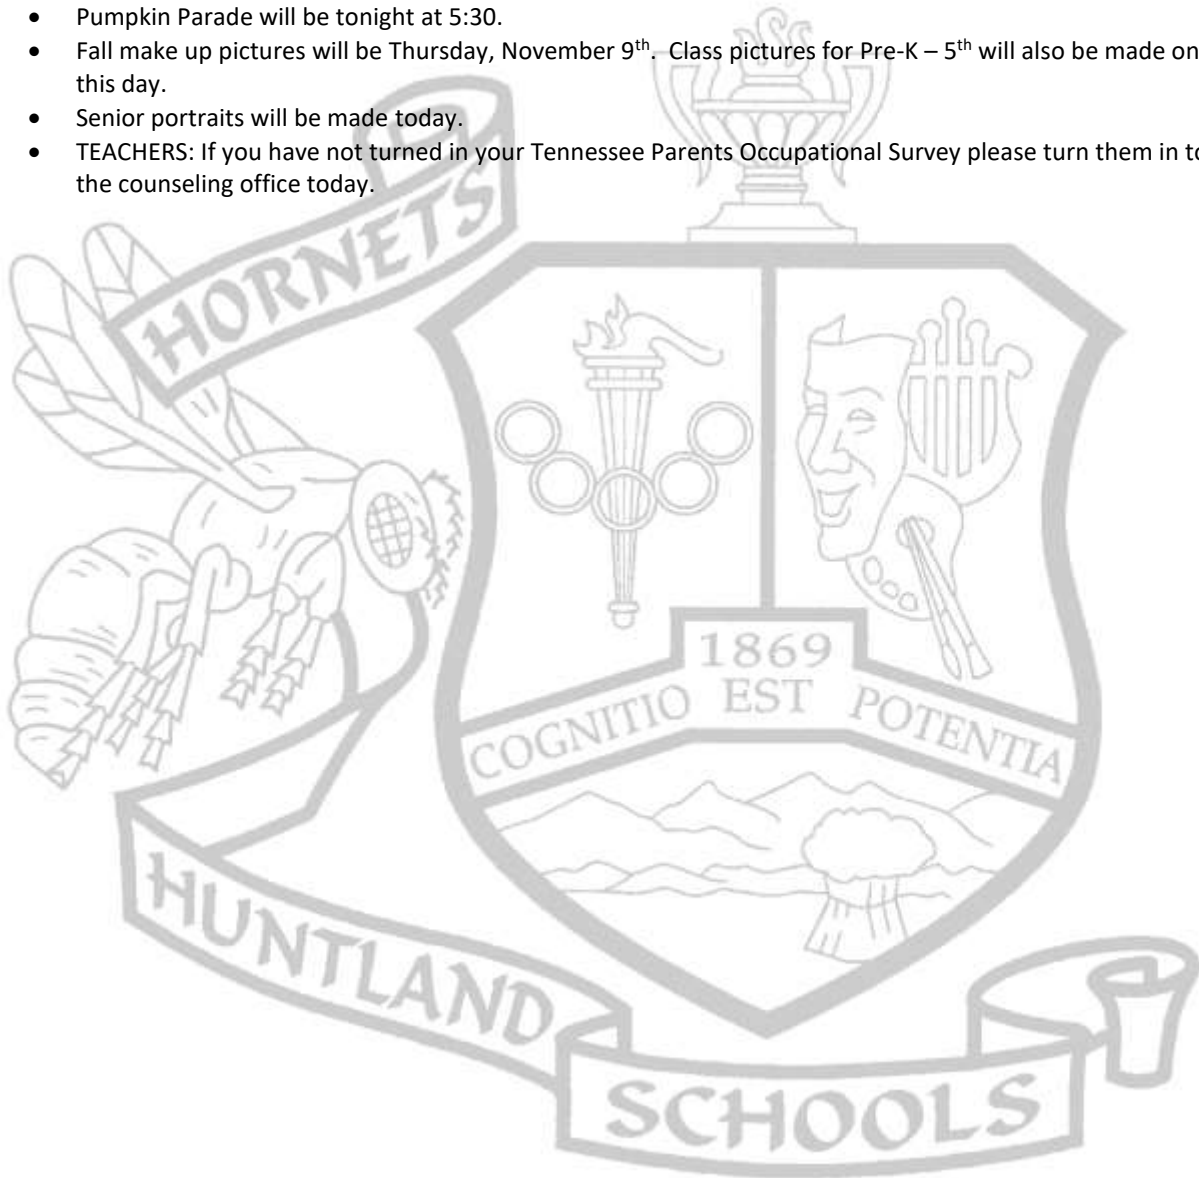 • Pumpkin Parade will be tonight at 5:30.
• Fall make up pictures will be Thursday, November 9th. Class pictures for Pre-K – 5th will also be made on
this day.
• Senior portraits will be made today.
• TEACHERS: If you have not turned in your Tennessee Parents Occupational Survey please turn them in to
the counseling office today.
HORNETS
1869
COGNITIO EST POTENTIA
HUNTLAND
SCHOOLS